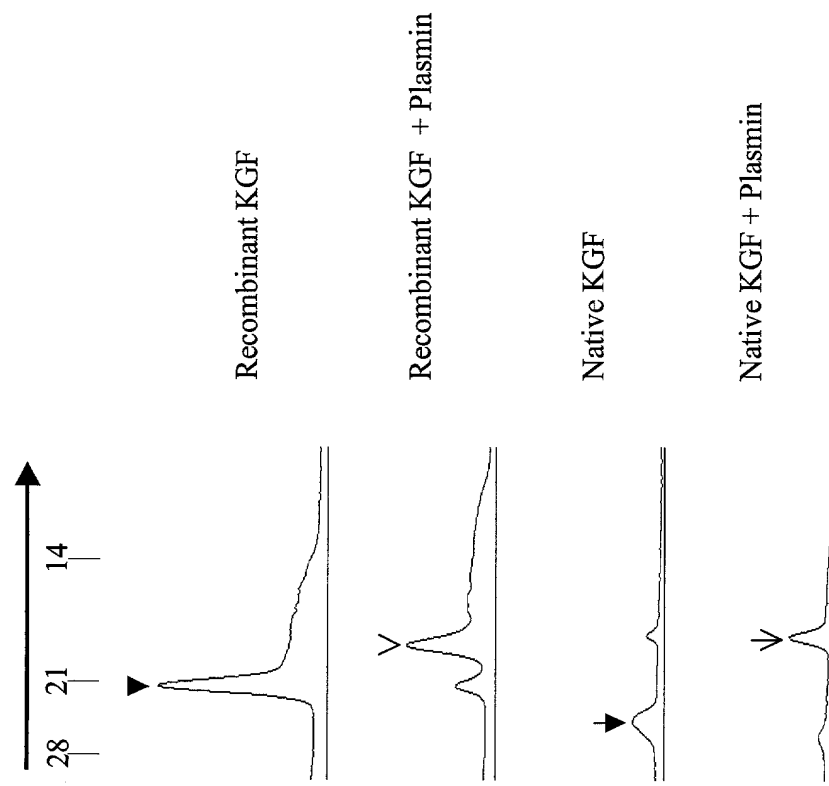 28 21 14
Recombinant KGF
Recombinant KGF + Plasmin
Native KGF
Native KGF + Plasmin